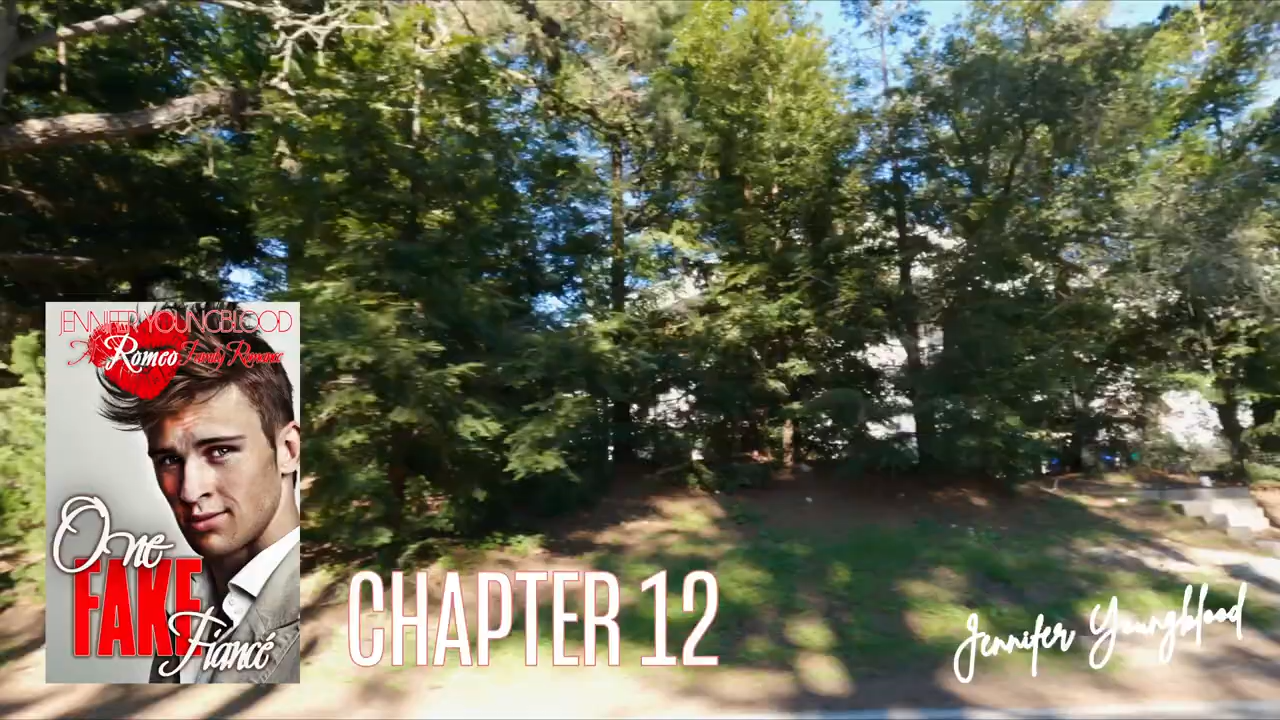 JENNIFER YOUNGBLOOD
A Romeo Family Romance
One
FAKE
Fiancé
CHAPTER 12
Jennifer Youngblood